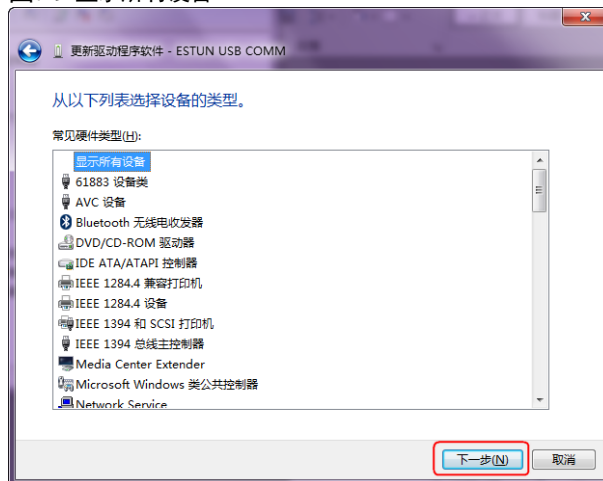 更新驱动程序软件 - ESTUN USB COMM
从以下列表选择设备的类型。
常见硬件类型(H):
显示所有设备
61883 设备类
AVC 设备
Bluetooth 无线电收发器
DVD/CD-ROM 驱动器
IDE ATA/ATAPI 控制器
IEEE 1284.4 兼容打印机
IEEE 1284.4 设备
IEEE 1394 和 SCSI 打印机
IEEE 1394 总线主控制器
Media Center Extender
Microsoft Windows 类公共控制器
Network Service
下一步(N) 取消